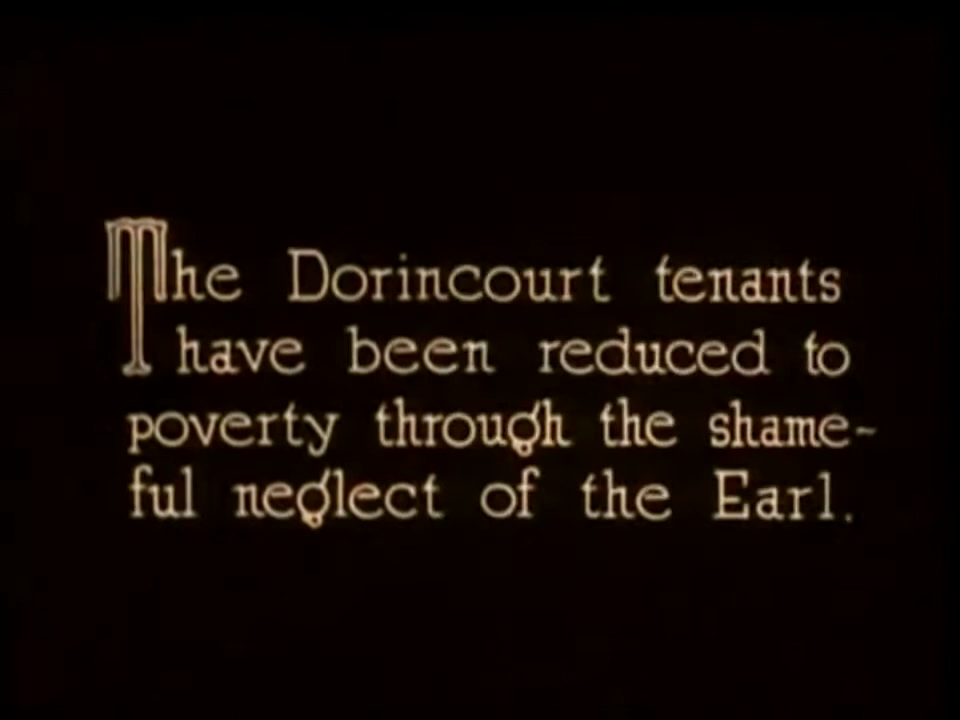 The Dorincourt tenants
have been reduced to
poverty through the shame-
ful neglect of the Earl.